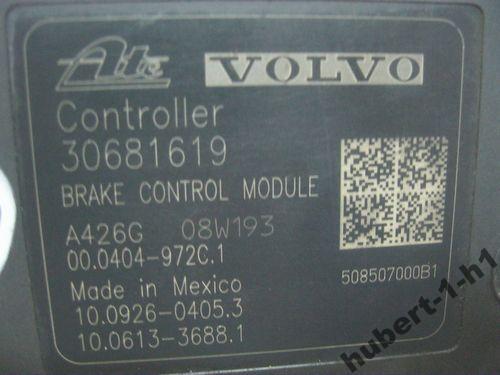 Ate VOLVO
Controller
30681619
BRAKE CONTROL MODULE
A426G 08W193
00.0404-972C.1
508507000B1
Made in Mexico
10.0926-0405.3
10.0613-3688.1
hubert-1-h1